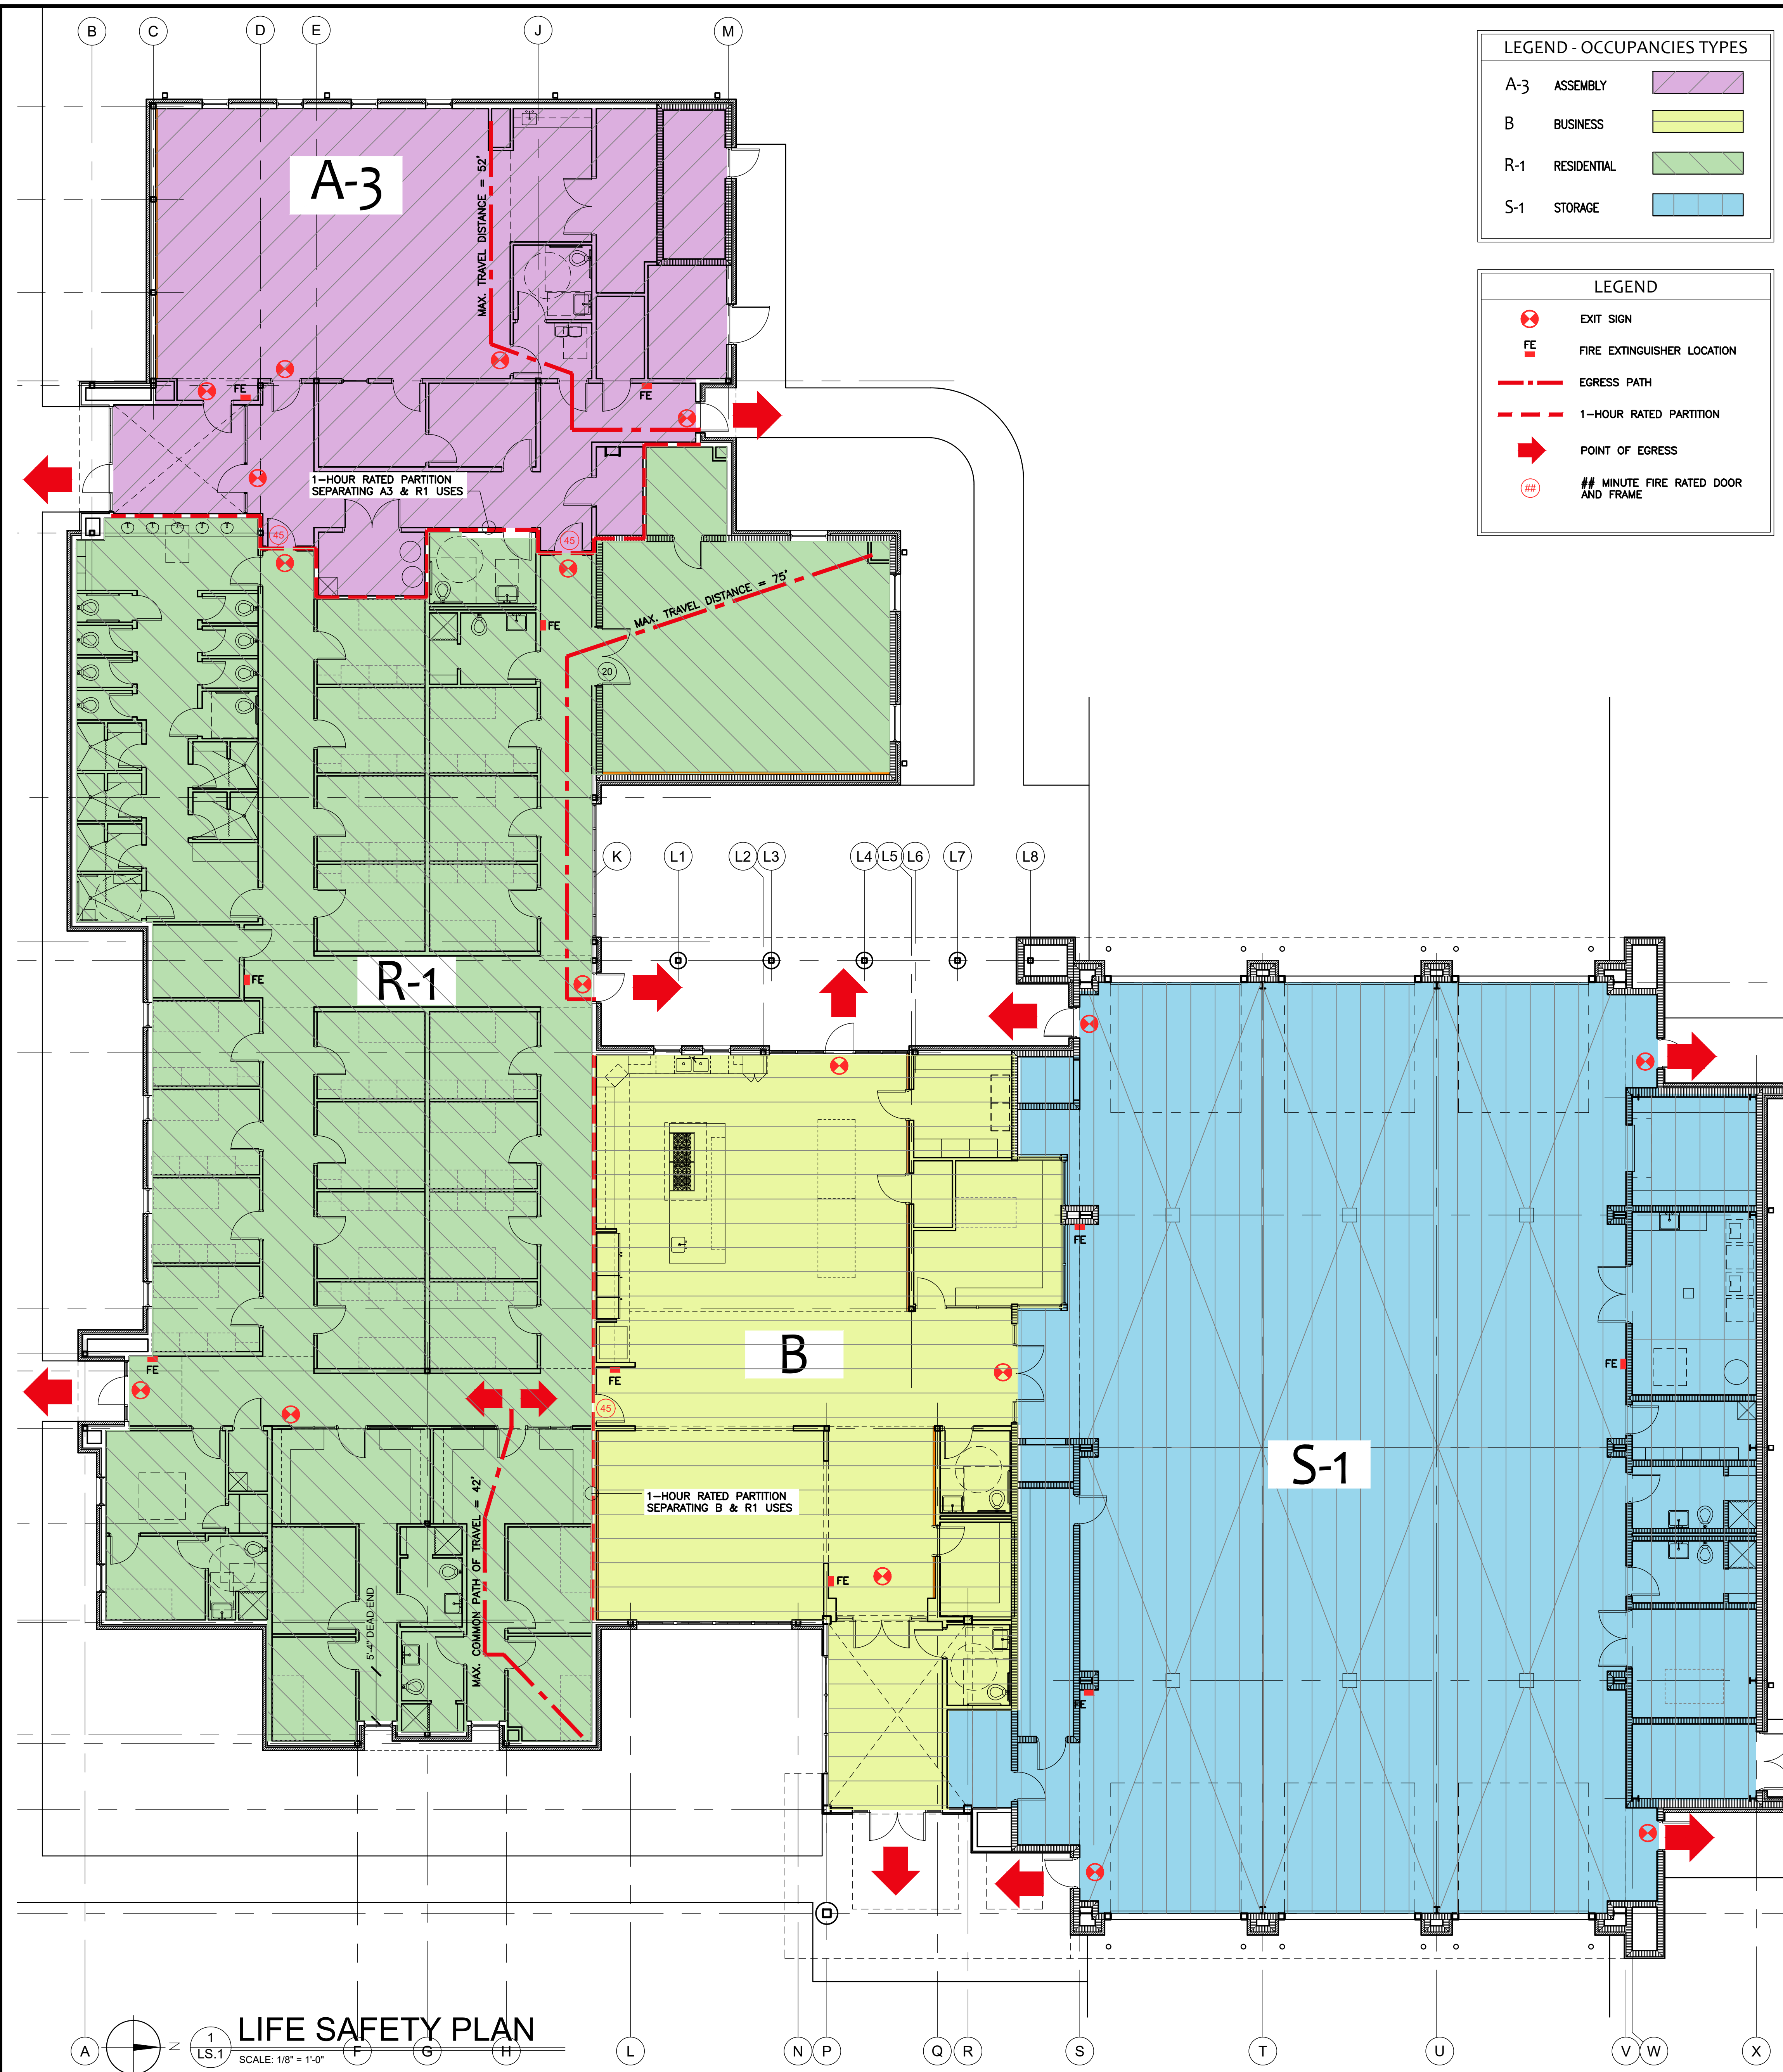 B
C
D
E
J
M
LEGEND - OCCUPANCIES TYPES
A-3 ASSEMBLY
B BUSINESS
R-1 RESIDENTIAL
S-1 STORAGE
LEGEND
EXIT SIGN
FE
FIRE EXTINGUISHER LOCATION
EGRESS PATH
1-HOUR RATED PARTITION
POINT OF EGRESS
## ## MINUTE FIRE RATED DOOR
AND FRAME
A-3
MAX. TRAVEL DISTANCE = 52'
FE
FE
1-HOUR RATED PARTITION
SEPARATING A3 & R1 USES
45
45
FE
MAX. TRAVEL DISTANCE = 75'
20
K
L1
L2
L3
L4
L5
L6
L7
L8
R-1
FE
FE
FE
B
FE
FE
45
S-1
1-HOUR RATED PARTITION
SEPARATING B & R1 USES
MAX. COMMON PATH OF TRAVEL = 42'
5'-4" DEAD END
FE
FE
1
LS.1
LIFE SAFETY PLAN
SCALE: 1/8" = 1'-0"
N
A
F
G
H
L
N
P
Q
R
S
T
U
V
W
X